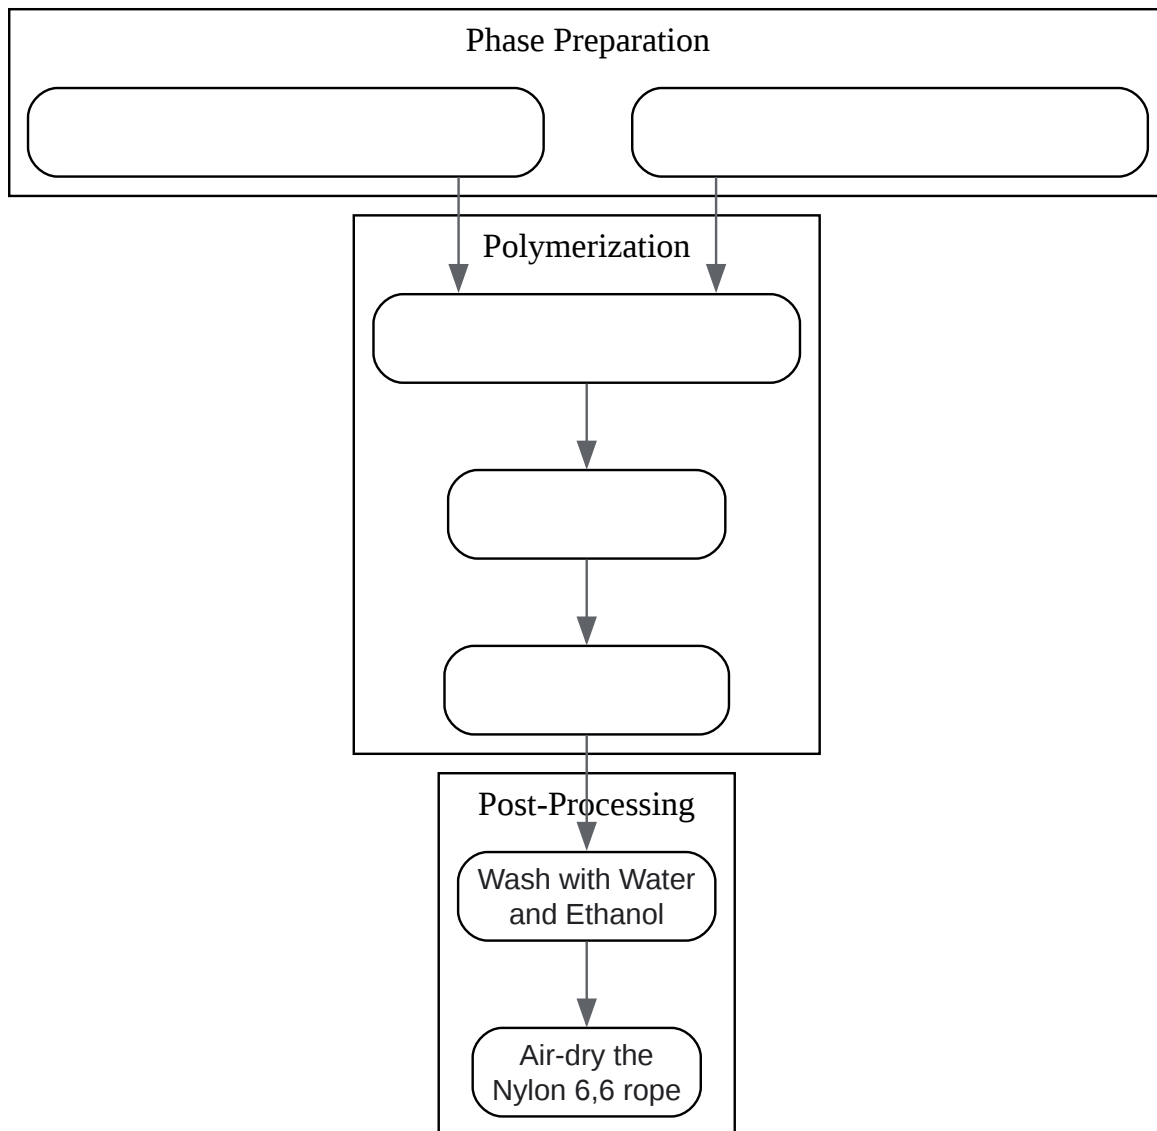 Phase Preparation
Polymerization
Post-Processing
Wash with Water
and Ethanol
Air-dry the
Nylon 6,6 rope